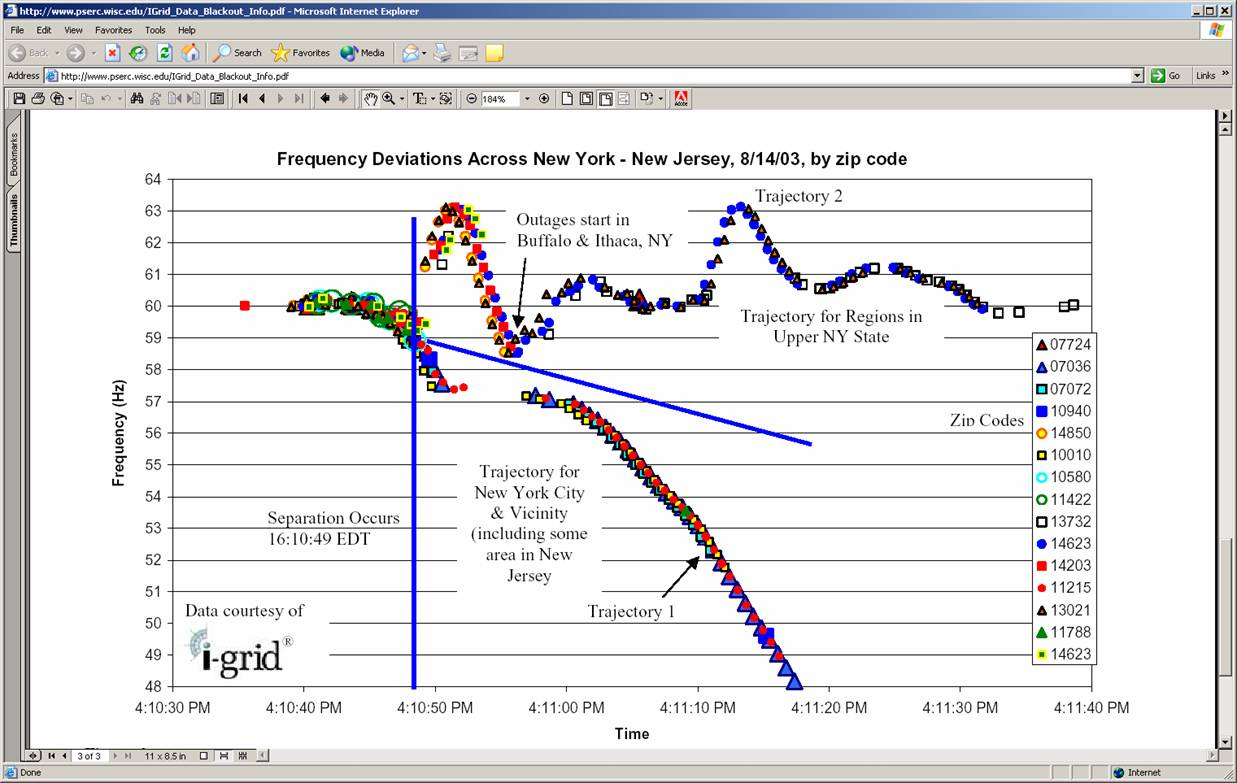 http://www.pserc.wisc.edu/IGrid_Data_Blackout_Info.pdf - Microsoft Internet Explorer
File Edit View Favorites Tools Help
Back Search Favorites Media
Address http://www.pserc.wisc.edu/IGrid_Data_Blackout_Info.pdf Go Links »
184% Adobe
Bookmarks
Thumbnails
Frequency Deviations Across New York - New Jersey, 8/14/03, by zip code
Frequency (Hz)
64
63
62
61
60
59
58
57
56
55
54
53
52
51
50
49
48
Trajectory 2
Outages start in
Buffalo & Ithaca, NY
Trajectory for Regions in
Upper NY State
Zip Codes
07724
07036
07072
10940
14850
10010
10580
11422
13732
14623
14203
11215
13021
11788
14623
Trajectory for
New York City
& Vicinity
(including some
area in New
Jersey
Separation Occurs
16:10:49 EDT
Trajectory 1
Data courtesy of
i-grid®
4:10:30 PM 4:10:40 PM 4:10:50 PM 4:11:00 PM 4:11:10 PM 4:11:20 PM 4:11:30 PM 4:11:40 PM
Time
3 of 3 11 x 8.5 in
Done Internet